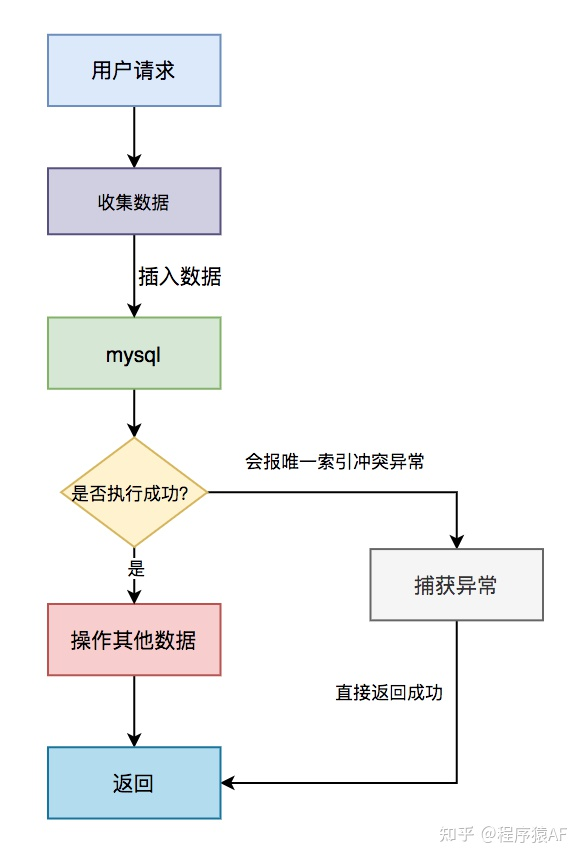 用户请求
收集数据
插入数据
mysql
会报唯一索引冲突异常
是否执行成功?
是
捕获异常
操作其他数据
直接返回成功
返回
知乎 @程序猿AF